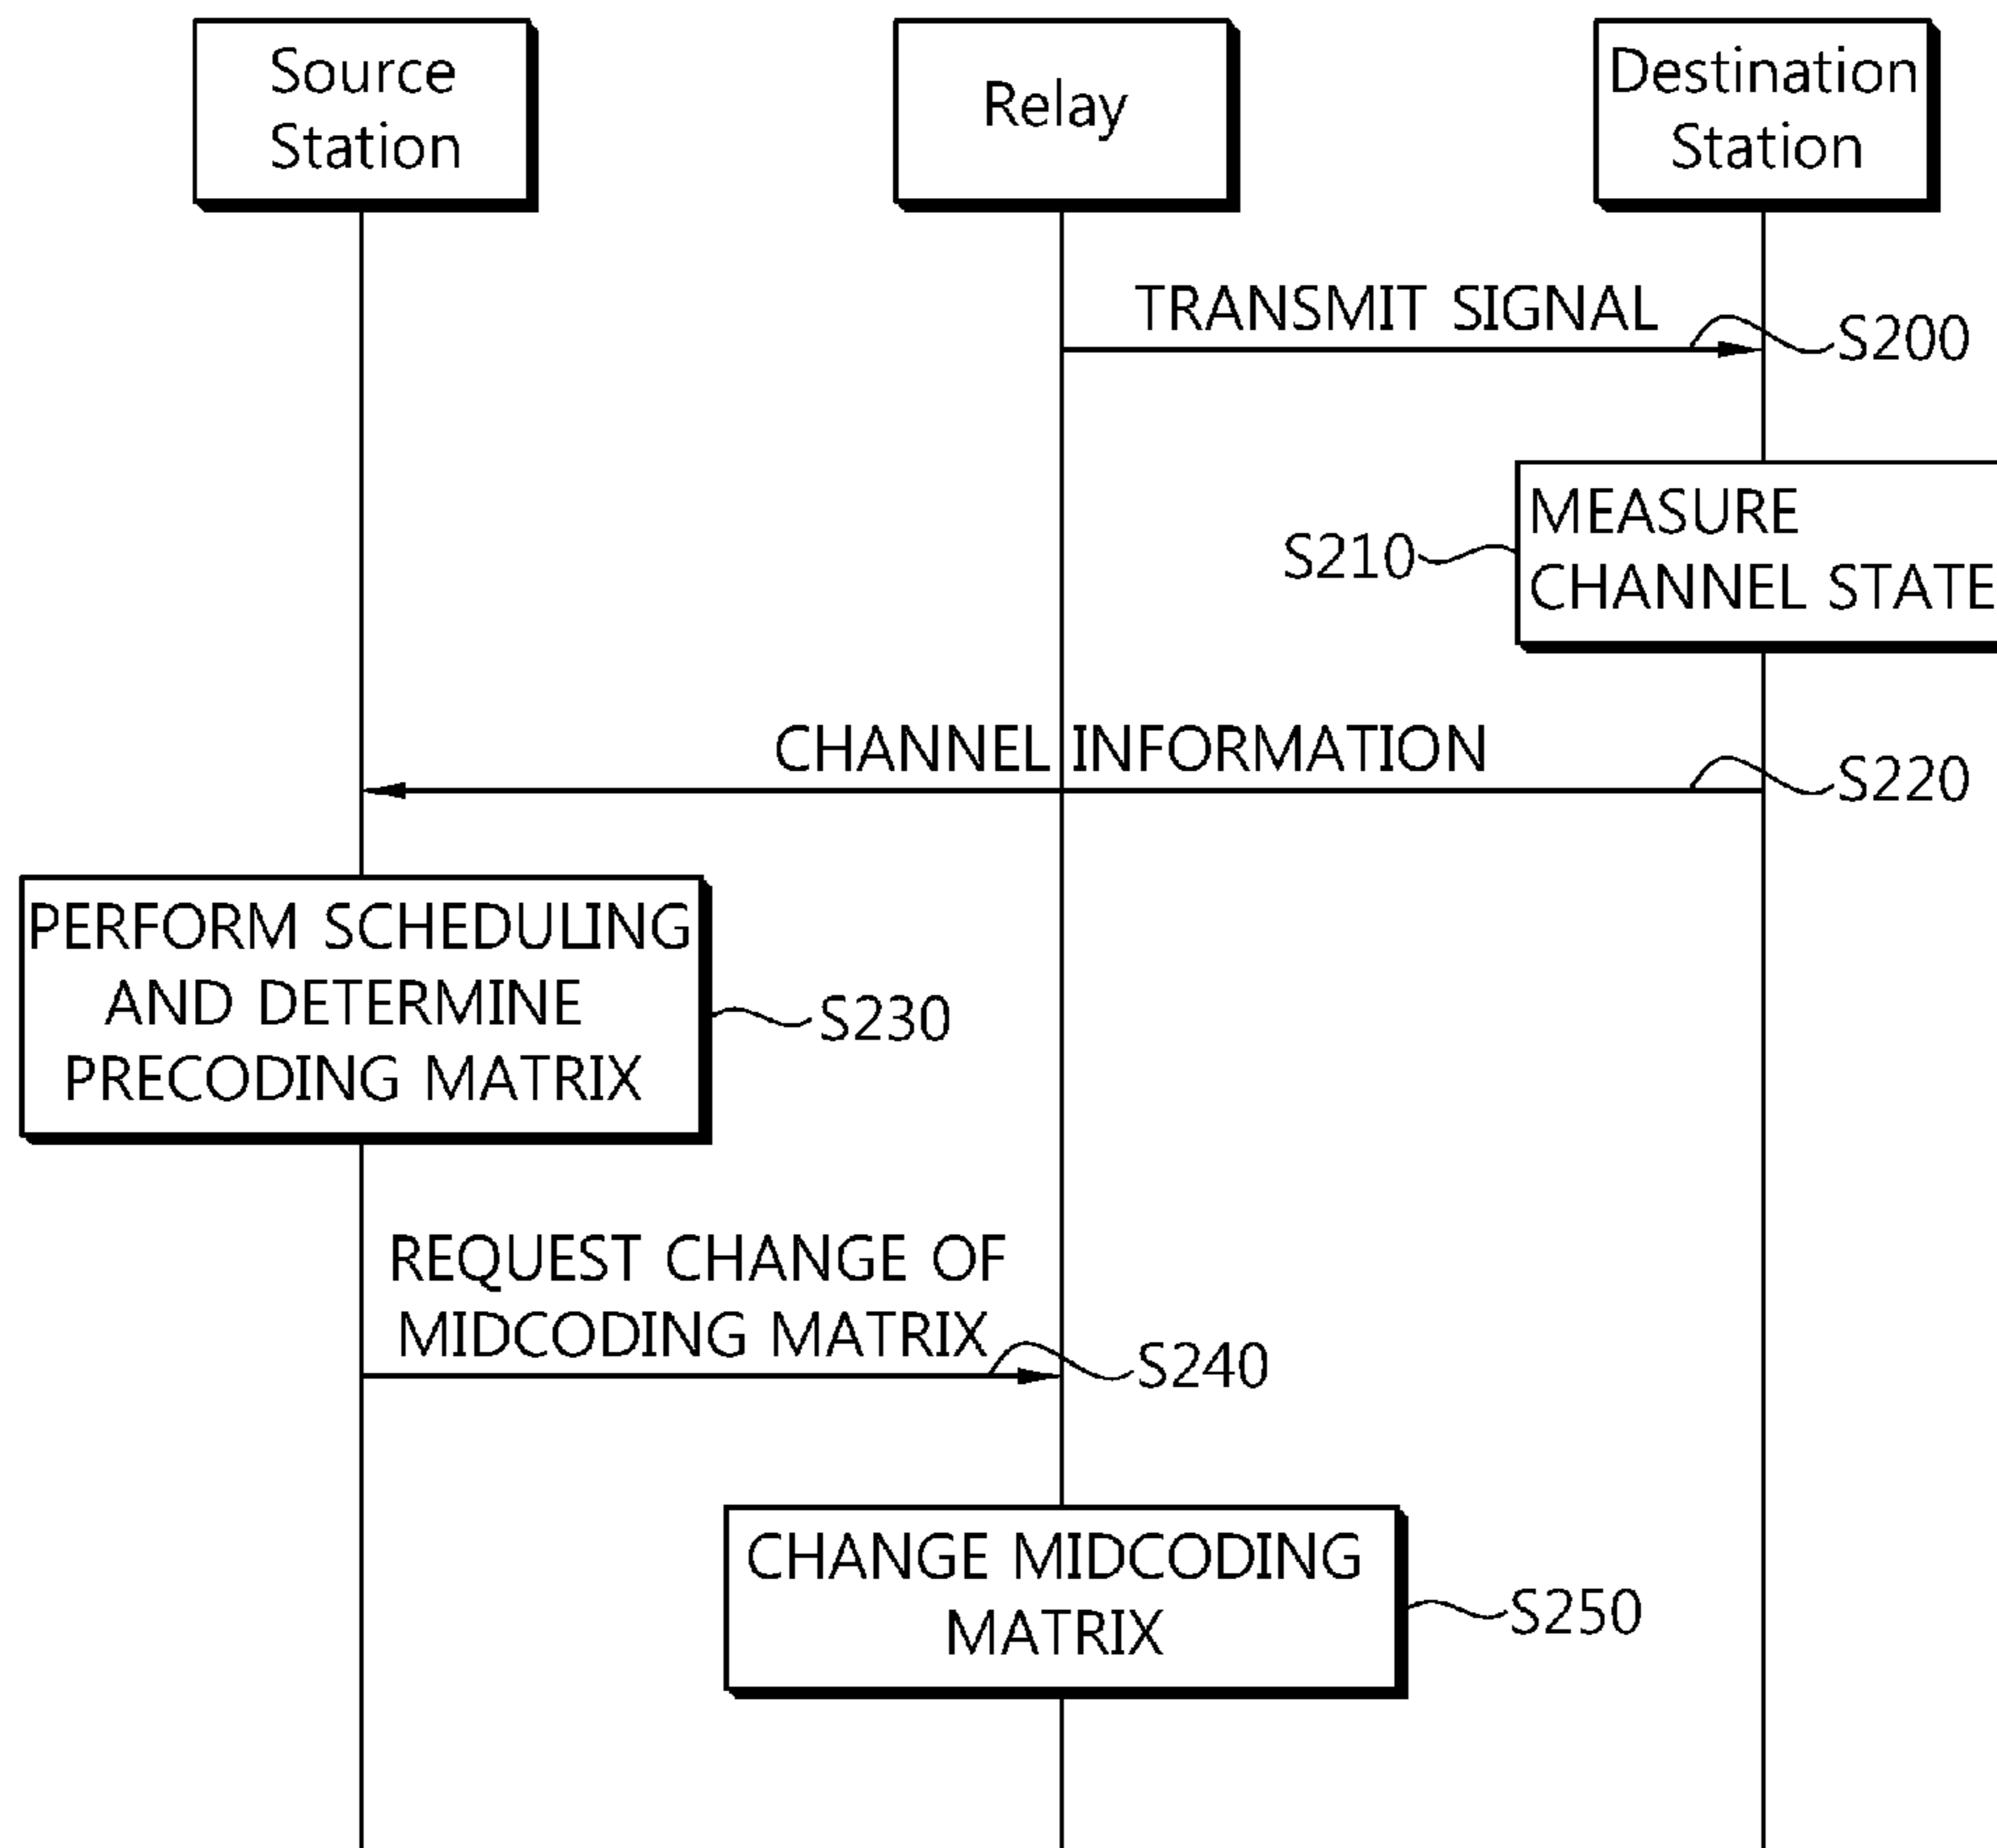 Source
Station
Relay
Destination
Station
TRANSMIT SIGNAL
S200
MEASURE
CHANNEL STATE
S210
CHANNEL INFORMATION
S220
PERFORM SCHEDULING
AND DETERMINE
PRECODING MATRIX
S230
REQUEST CHANGE OF
MIDCODING MATRIX
S240
CHANGE MIDCODING
MATRIX
S250